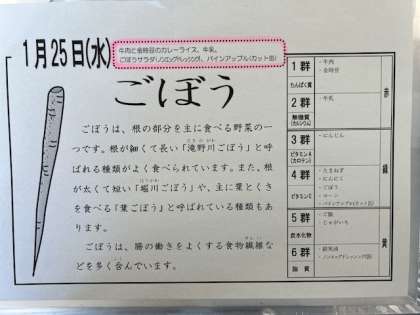 1月25日(水)
牛肉と金時豆のカレーライス、牛乳、
ごぼうサラダ(ノンエッグドレッシング)、パインアップル(カット缶)
ごぼう
ごぼうは、根の部分を主に食べる野菜の一
つです。根が細くて長い「滝野川ごぼう」と呼
ばれる種類がよく食べられています。また、根
が太くて短い「堀川ごぼう」や、主に葉とくき
を食べる「葉ごぼう」と呼ばれている種類もあ
ります。
ごぼうは、腸の働きをよくする食物繊維な
どを多く含んでいます。
1群
たんぱく質
・牛肉
・金時豆
2群
無機質
(カルシウム)
・牛乳
赤
3群
ビタミンA
(カロテン)
・にんじん
4群
ビタミンC
・たまねぎ
・にんにく
・ごぼう
・コーン
・パインアップル(カット缶)
緑
5群
炭水化物
・ご飯
・じゃがいも
6群
脂質
・ノンエッグドレッシング
黄